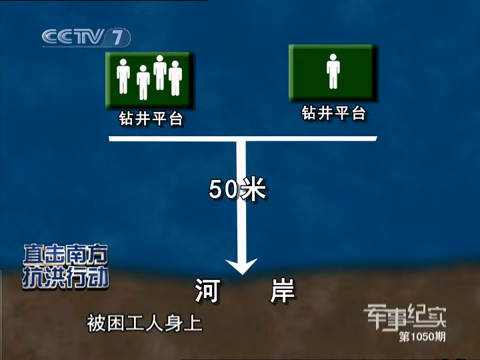 CCTV 7
钻井平台
钻井平台
50米
直击南方
抗洪行动
河 岸
被困工人身上
军事纪实
第1050期